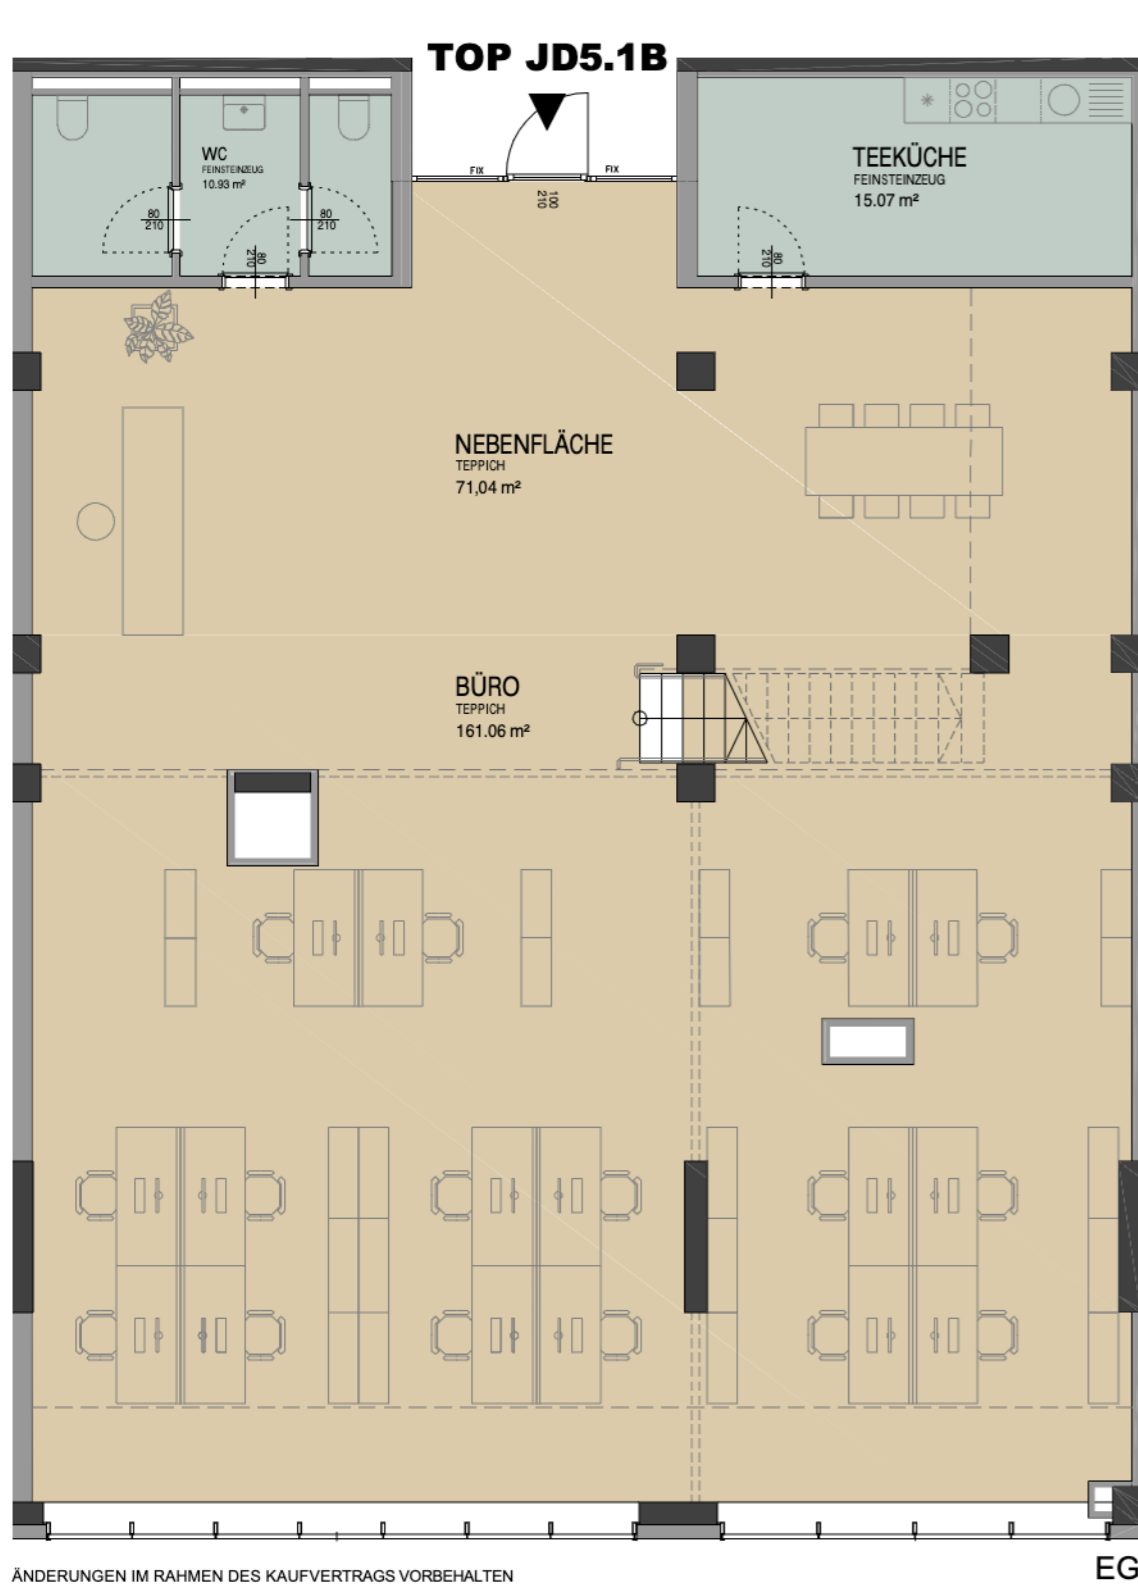 TOP JD5.1B
FIX
FIX
100
210
WC
FEINSTEINZEUG
10.93 m²
80
210
80
210
80
210
TEEKÜCHE
FEINSTEINZEUG
15.07 m²
80
210
NEBENFLÄCHE
TEPPICH
71,04 m²
BÜRO
TEPPICH
161.06 m²
ÄNDERUNGEN IM RAHMEN DES KAUFVERTRAGS VORBEHALTEN
EG